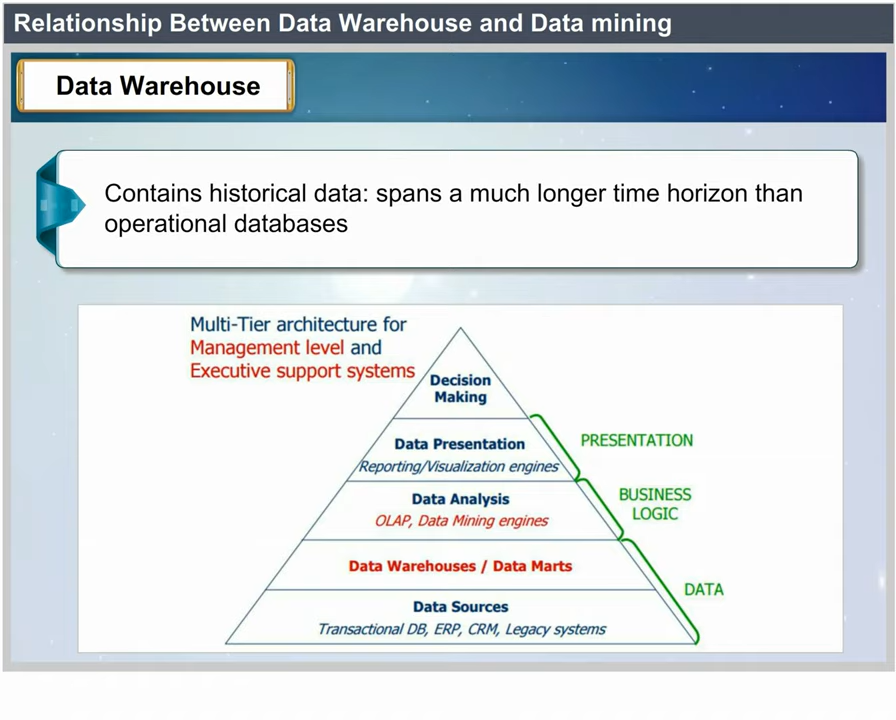 Relationship Between Data Warehouse and Data mining
Data Warehouse
Contains historical data: spans a much longer time horizon than
operational databases
Multi-Tier architecture for
Management level and
Executive support systems
Decision
Making
Data Presentation
Reporting/Visualization engines
PRESENTATION
Data Analysis
OLAP, Data Mining engines
BUSINESS
LOGIC
Data Warehouses / Data Marts
DATA
Data Sources
Transactional DB, ERP, CRM, Legacy systems